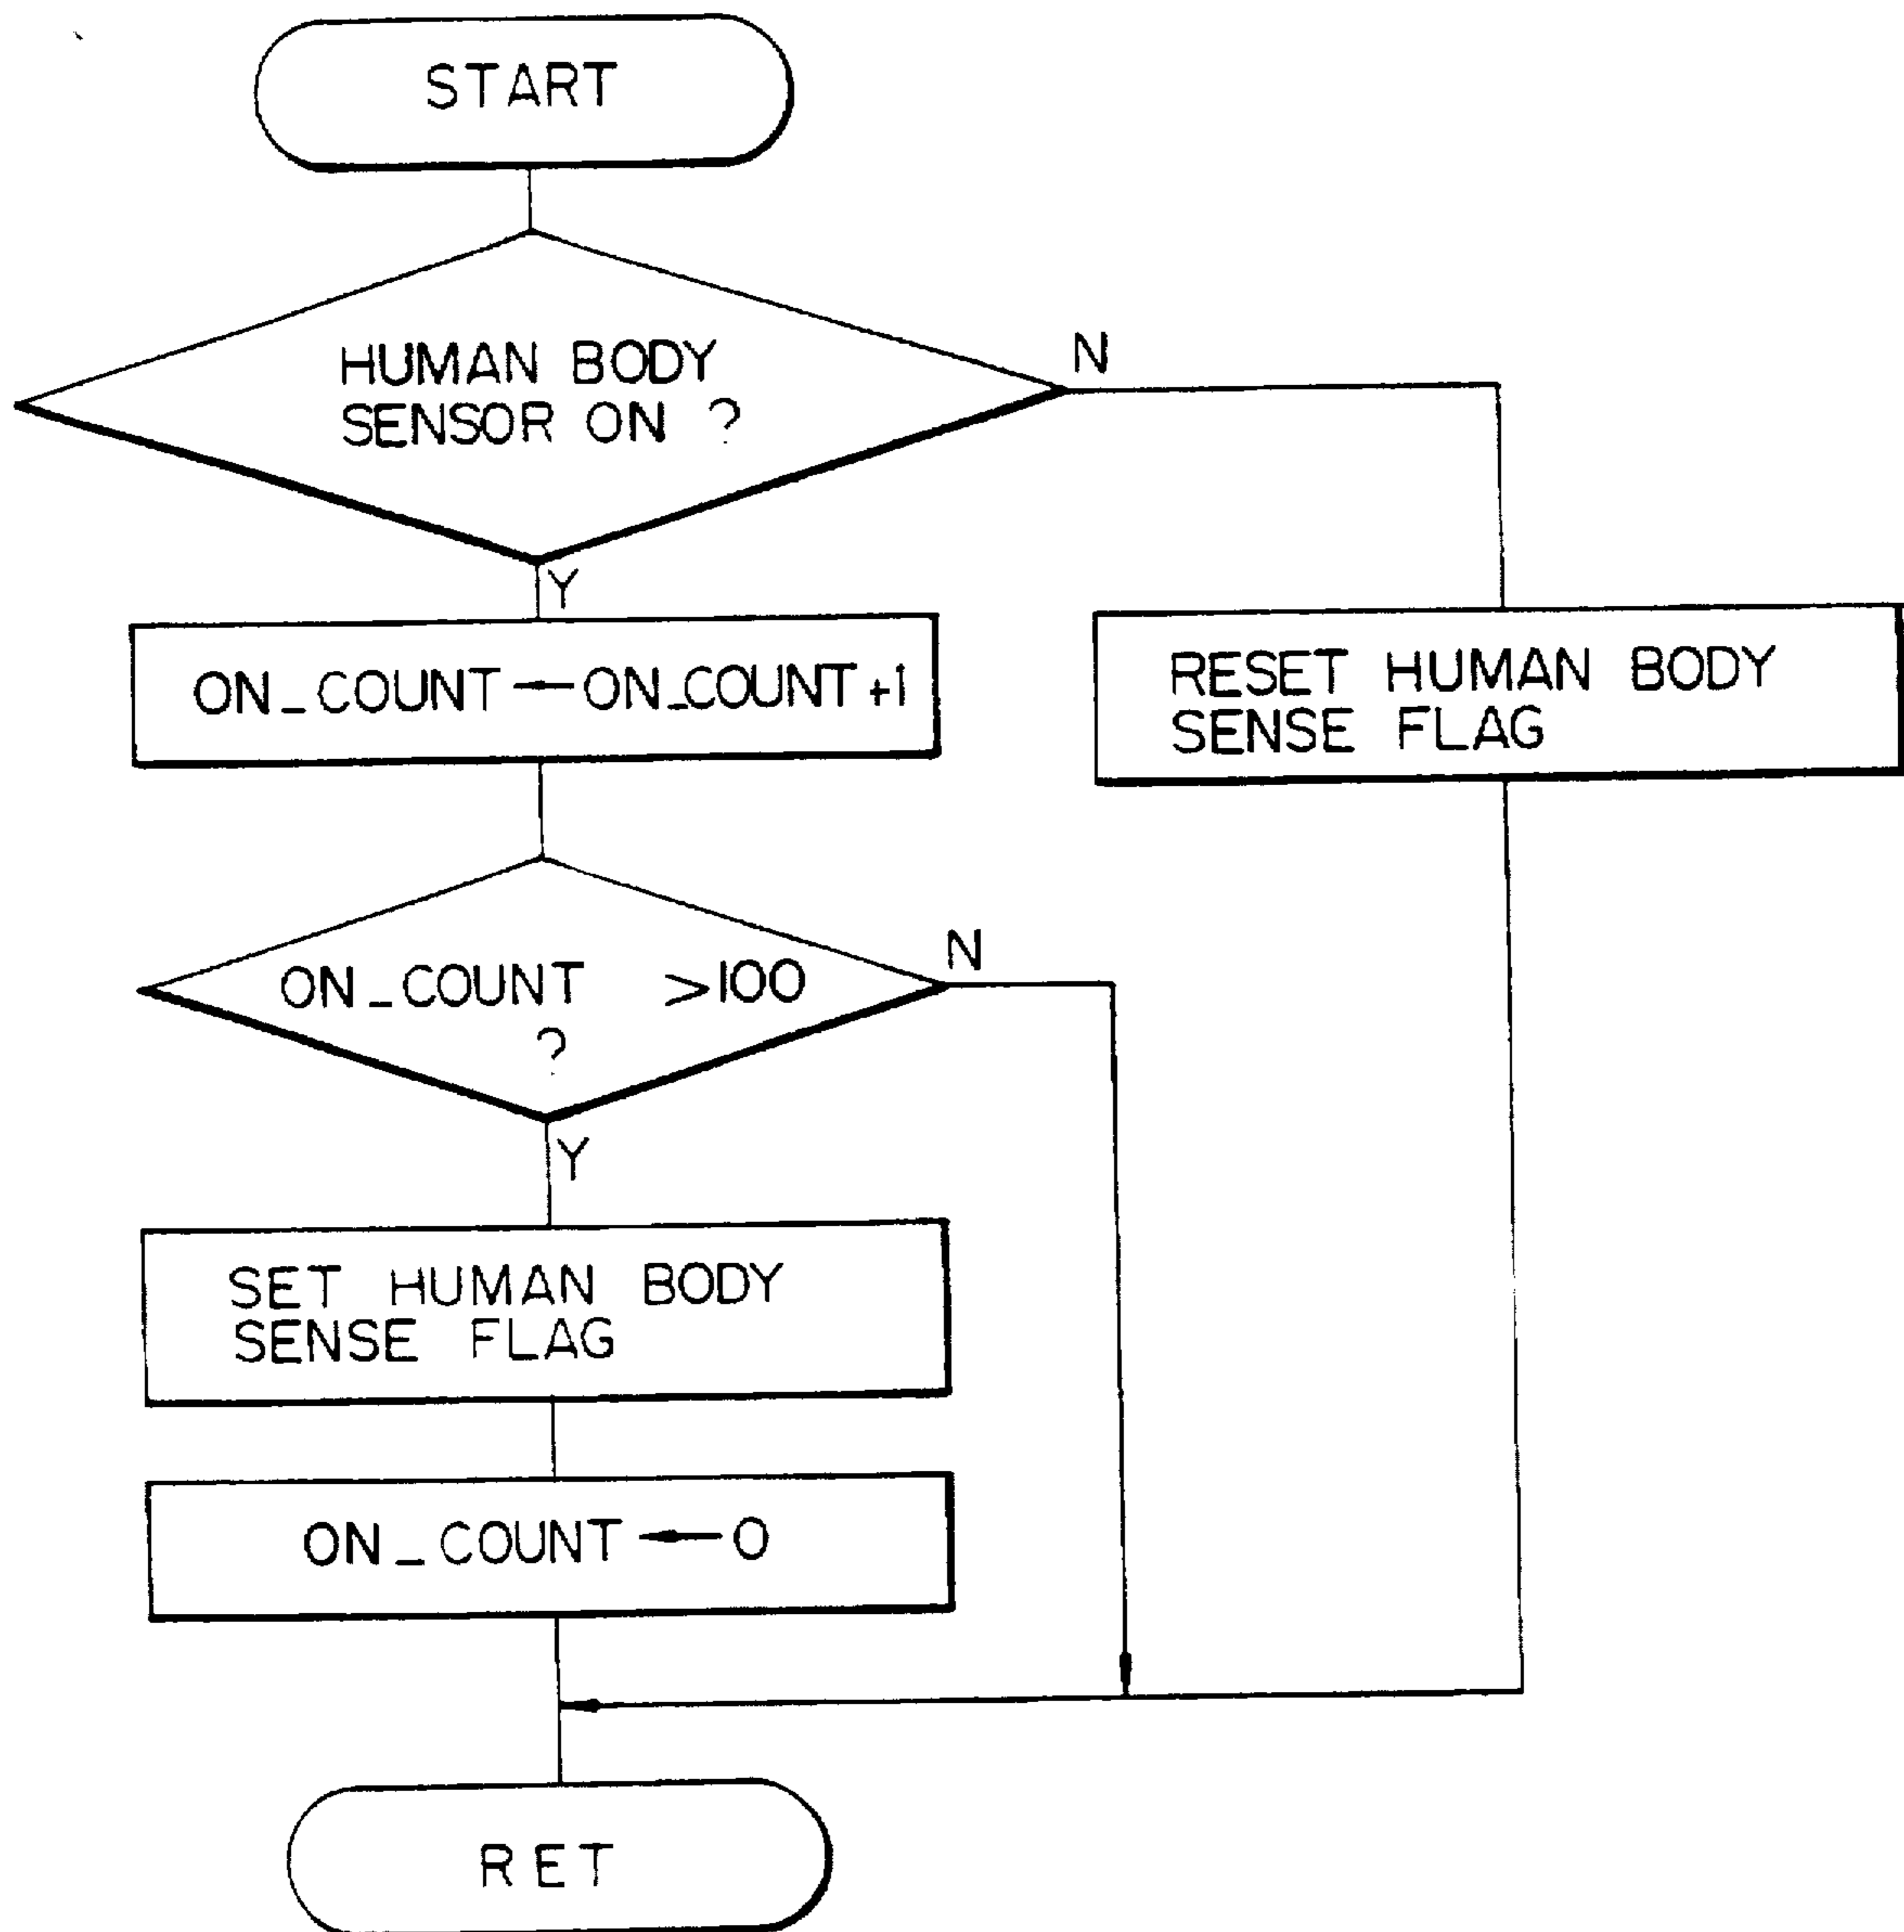 START
HUMAN BODY
SENSOR ON ?
N
Y
ON_COUNT ← ON_COUNT +1
RESET HUMAN BODY
SENSE FLAG
ON_COUNT >100
?
N
Y
SET HUMAN BODY
SENSE FLAG
ON_COUNT ← 0
RET